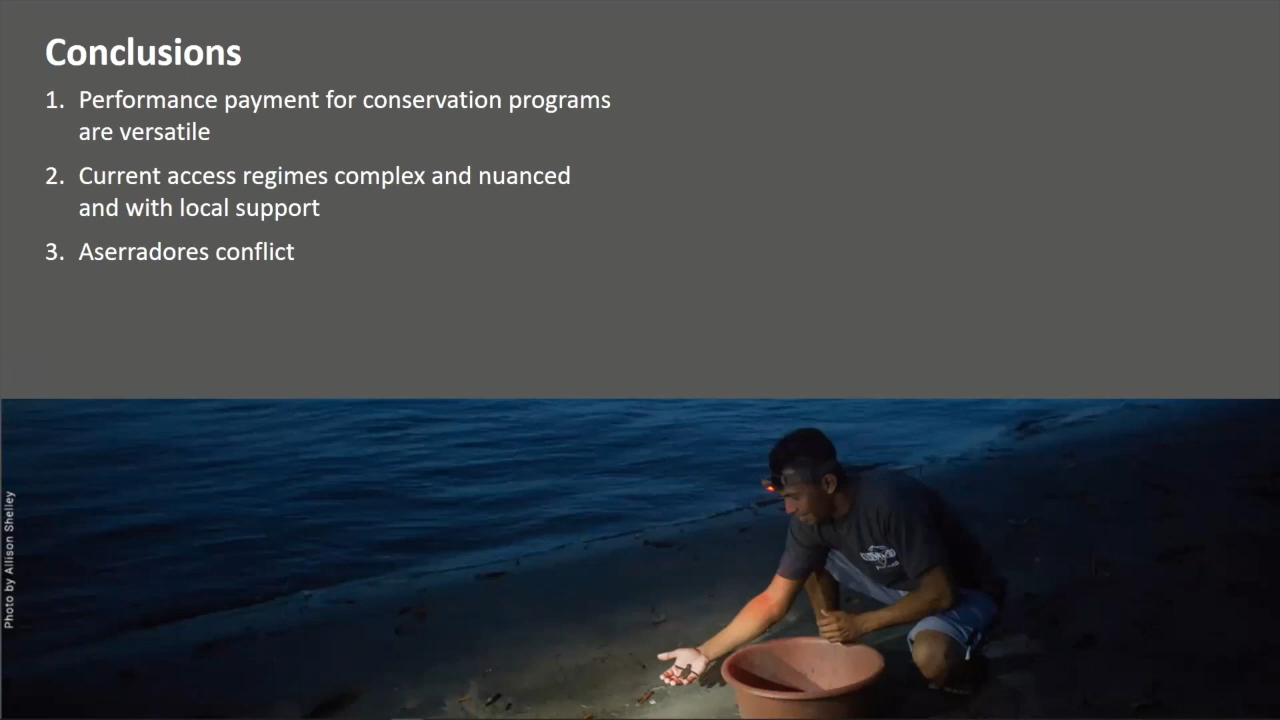 Conclusions
1. Performance payment for conservation programs
are versatile
2. Current access regimes complex and nuanced
and with local support
3. Aserradores conflict
Photo by Allison Shelley